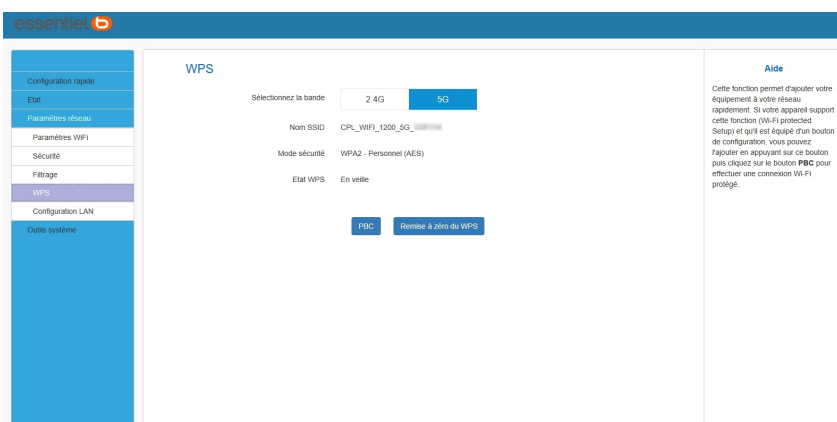 essentiel b
Configuration rapide
Etat
Paramètres réseau
Paramètres WiFi
Sécurité
Filtrage
WPS
Configuration LAN
Outils système
WPS
Sélectionnez la bande
2.4G
5G
Nom SSID
CPL_WIFI_1200_5G_
Mode sécurité
WPA2 - Personnel (AES)
Etat WPS
En veille
PBC
Remise à zéro du WPS
Aide
Cette fonction permet d'ajouter votre
équipement à votre réseau
rapidement. Si votre appareil support
cette fonction (Wi-Fi protected
Setup) et qu'il est équipé d'un bouton
de configuration, vous pouvez
l'ajouter en appuyant sur ce bouton
puis cliquez sur le bouton PBC pour
effectuer une connexion Wi-Fi
protégé.